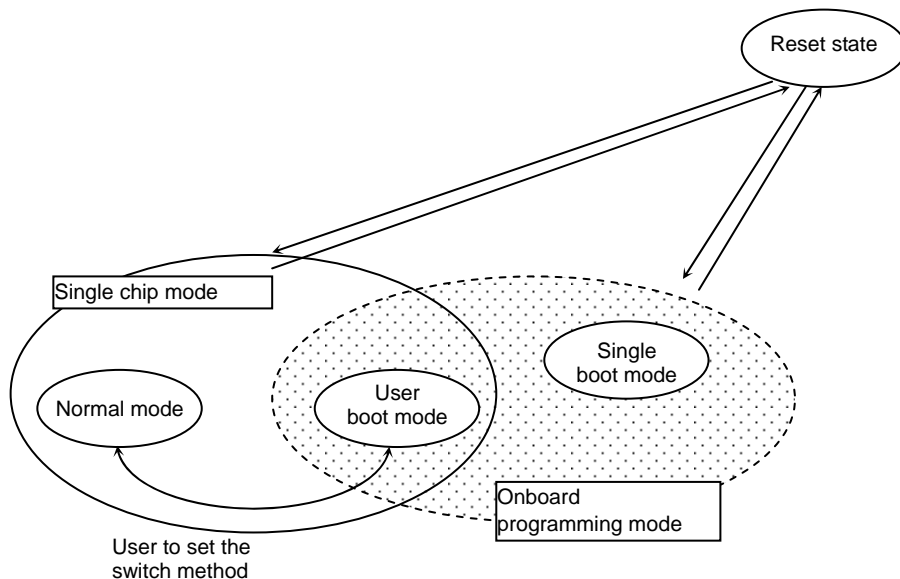 Reset state
Single chip mode
Single
boot mode
Normal mode
User
boot mode
Onboard
programming mode
User to set the
switch method